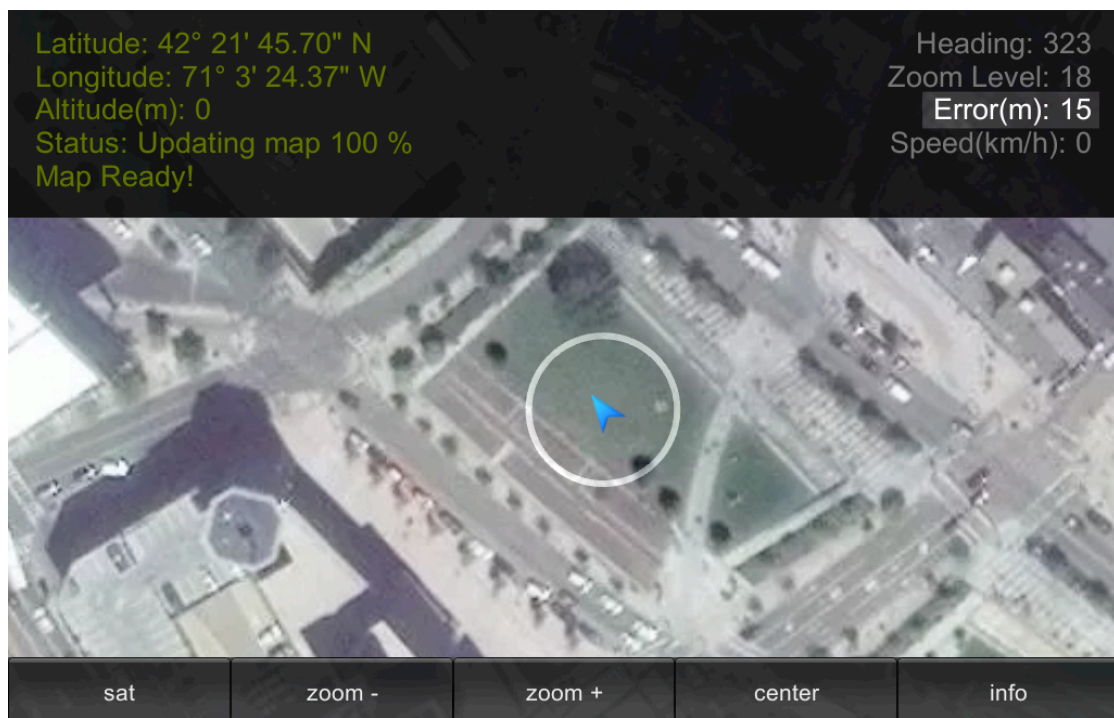 Latitude: 42° 21' 45.70" N
Longitude: 71° 3' 24.37" W
Altitude(m): 0
Status: Updating map 100 %
Map Ready!
Heading: 323
Zoom Level: 18
Error(m): 15
Speed(km/h): 0
sat
zoom -
zoom +
center
info